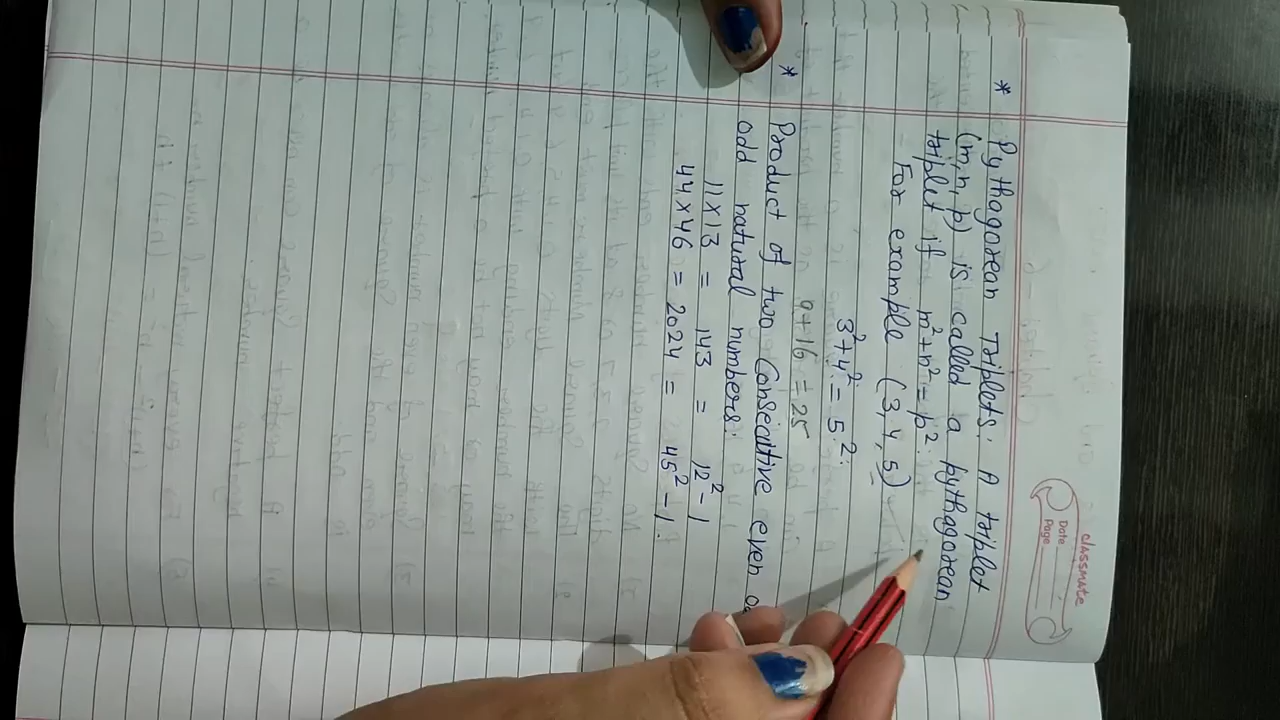 classmate
Date
Page
* Pythagorean Triplets: A triplet
(m, n, p) is called a pythagorean
triplet if m²+n² = p².
For example (3, 4, 5)
3²+4² = 5².
9+16 = 25
* Product of two Consecutive even
odd natural numbers:
11×13 = 143 = 12²-1
44×46 = 2024 = 45²-1.